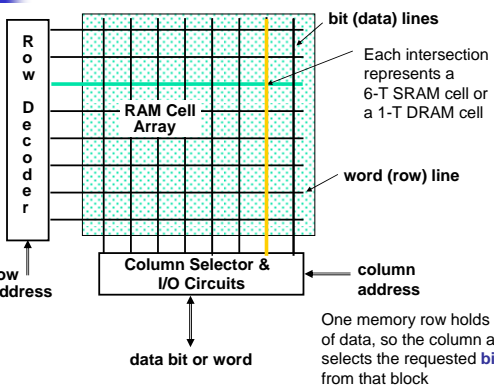 bit (data) lines
Row Decoder
Each intersection
represents a
6-T SRAM cell or
a 1-T DRAM cell
RAM Cell
Array
word (row) line
Column Selector &
I/O Circuits
ow
ddress
column
address
data bit or word
One memory row holds
of data, so the column a
selects the requested bi
from that block